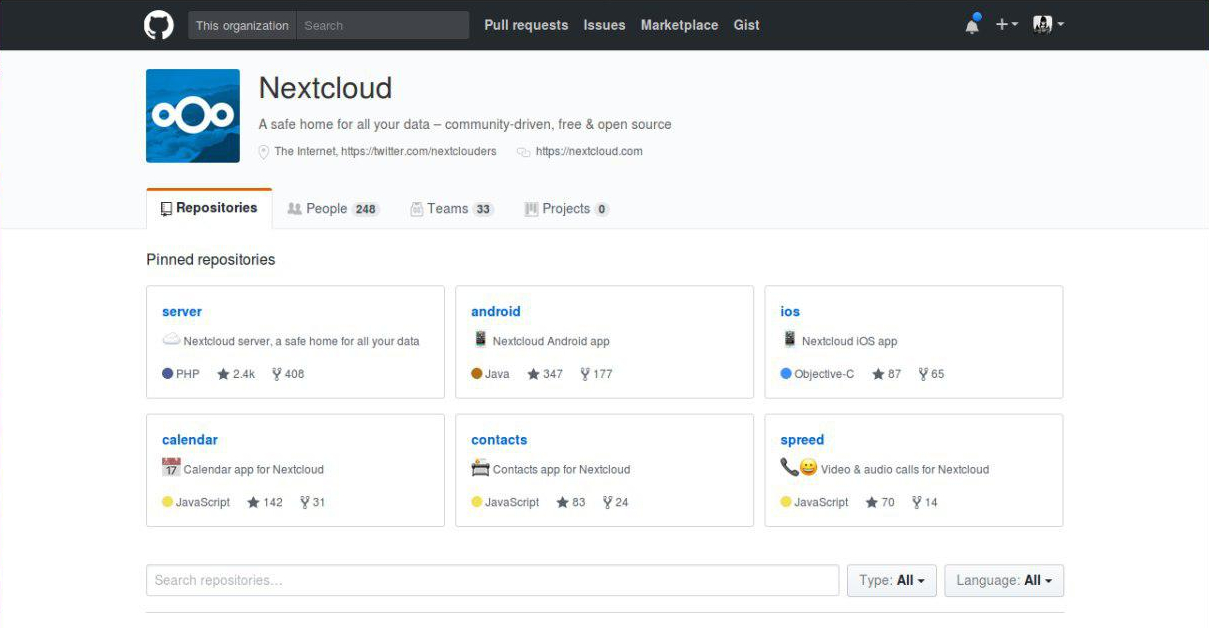 This organization Search Pull requests Issues Marketplace Gist
Nextcloud
A safe home for all your data – community-driven, free & open source
The Internet, https://twitter.com/nextclouders https://nextcloud.com
Repositories People 248 Teams 33 Projects 0
Pinned repositories
server
Nextcloud server, a safe home for all your data
PHP 2.4k 408
android
Nextcloud Android app
Java 347 177
ios
Nextcloud iOS app
Objective-C 87 65
calendar
17 Calendar app for Nextcloud
JavaScript 142 31
contacts
Contacts app for Nextcloud
JavaScript 83 24
spreed
Video & audio calls for Nextcloud
JavaScript 70 14
Search repositories… Type: All Language: All